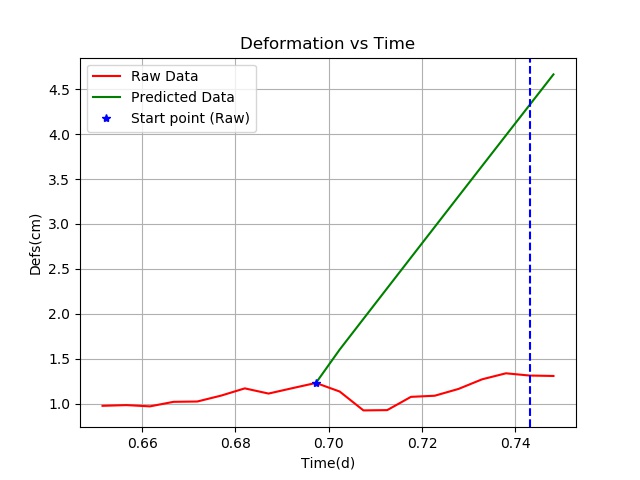 Deformation vs Time
Raw Data
Predicted Data
Start point (Raw)
Defs(cm)
4.5
4.0
3.5
3.0
2.5
2.0
1.5
1.0
0.66 0.68 0.70 0.72 0.74
Time(d)